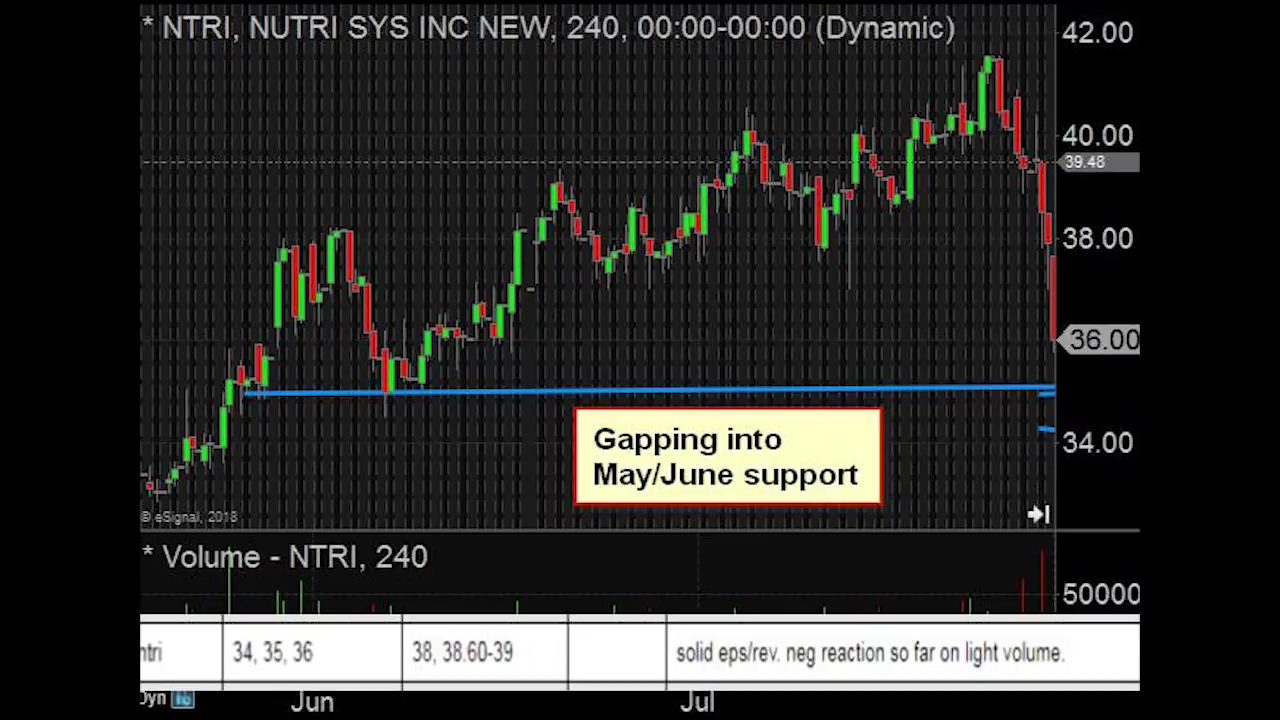 * NTRI, NUTRI SYS INC NEW, 240, 00:00-00:00 (Dynamic)
42.00
40.00
39.48
38.00
36.00
34.00
Gapping into
May/June support
© eSignal, 2018
* Volume - NTRI, 240
50000
ntri 34, 35, 36 38, 38.60-39 solid eps/rev. neg reaction so far on light volume.
Dyn
Jun Jul